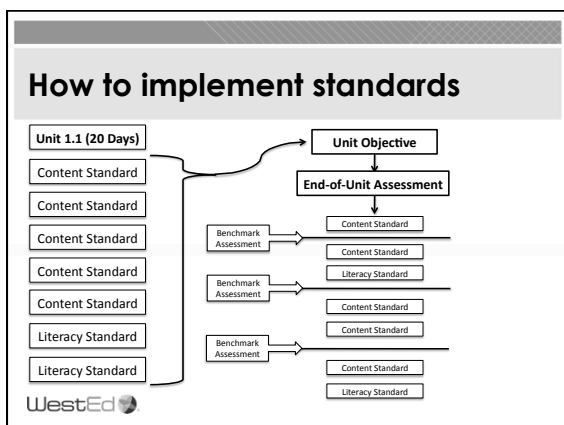 How to implement standards
Unit 1.1 (20 Days)
Content Standard
Content Standard
Content Standard
Content Standard
Content Standard
Literacy Standard
Literacy Standard
Unit Objective
End-of-Unit Assessment
Content Standard
Benchmark
Assessment
Content Standard
Literacy Standard
Benchmark
Assessment
Content Standard
Content Standard
Benchmark
Assessment
Content Standard
Literacy Standard
WestEd